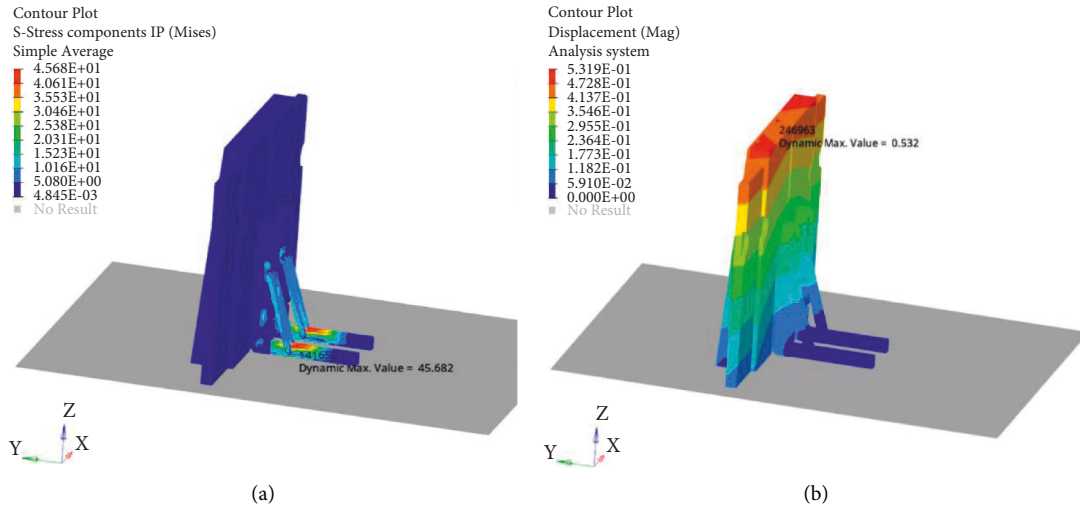 Contour Plot
S-Stress components IP (Mises)
Simple Average
4.568E+01
4.061E+01
3.553E+01
3.046E+01
2.538E+01
2.031E+01
1.523E+01
1.016E+01
5.080E+00
4.845E-03
No Result
Dynamic Max. Value = 45.682
Z
Y
X
(a)
Contour Plot
Displacement (Mag)
Analysis system
5.319E-01
4.728E-01
4.137E-01
3.546E-01
2.955E-01
2.364E-01
1.773E-01
1.182E-01
5.910E-02
0.000E+00
No Result
246963
Dynamic Max. Value = 0.532
Z
Y
X
(b)